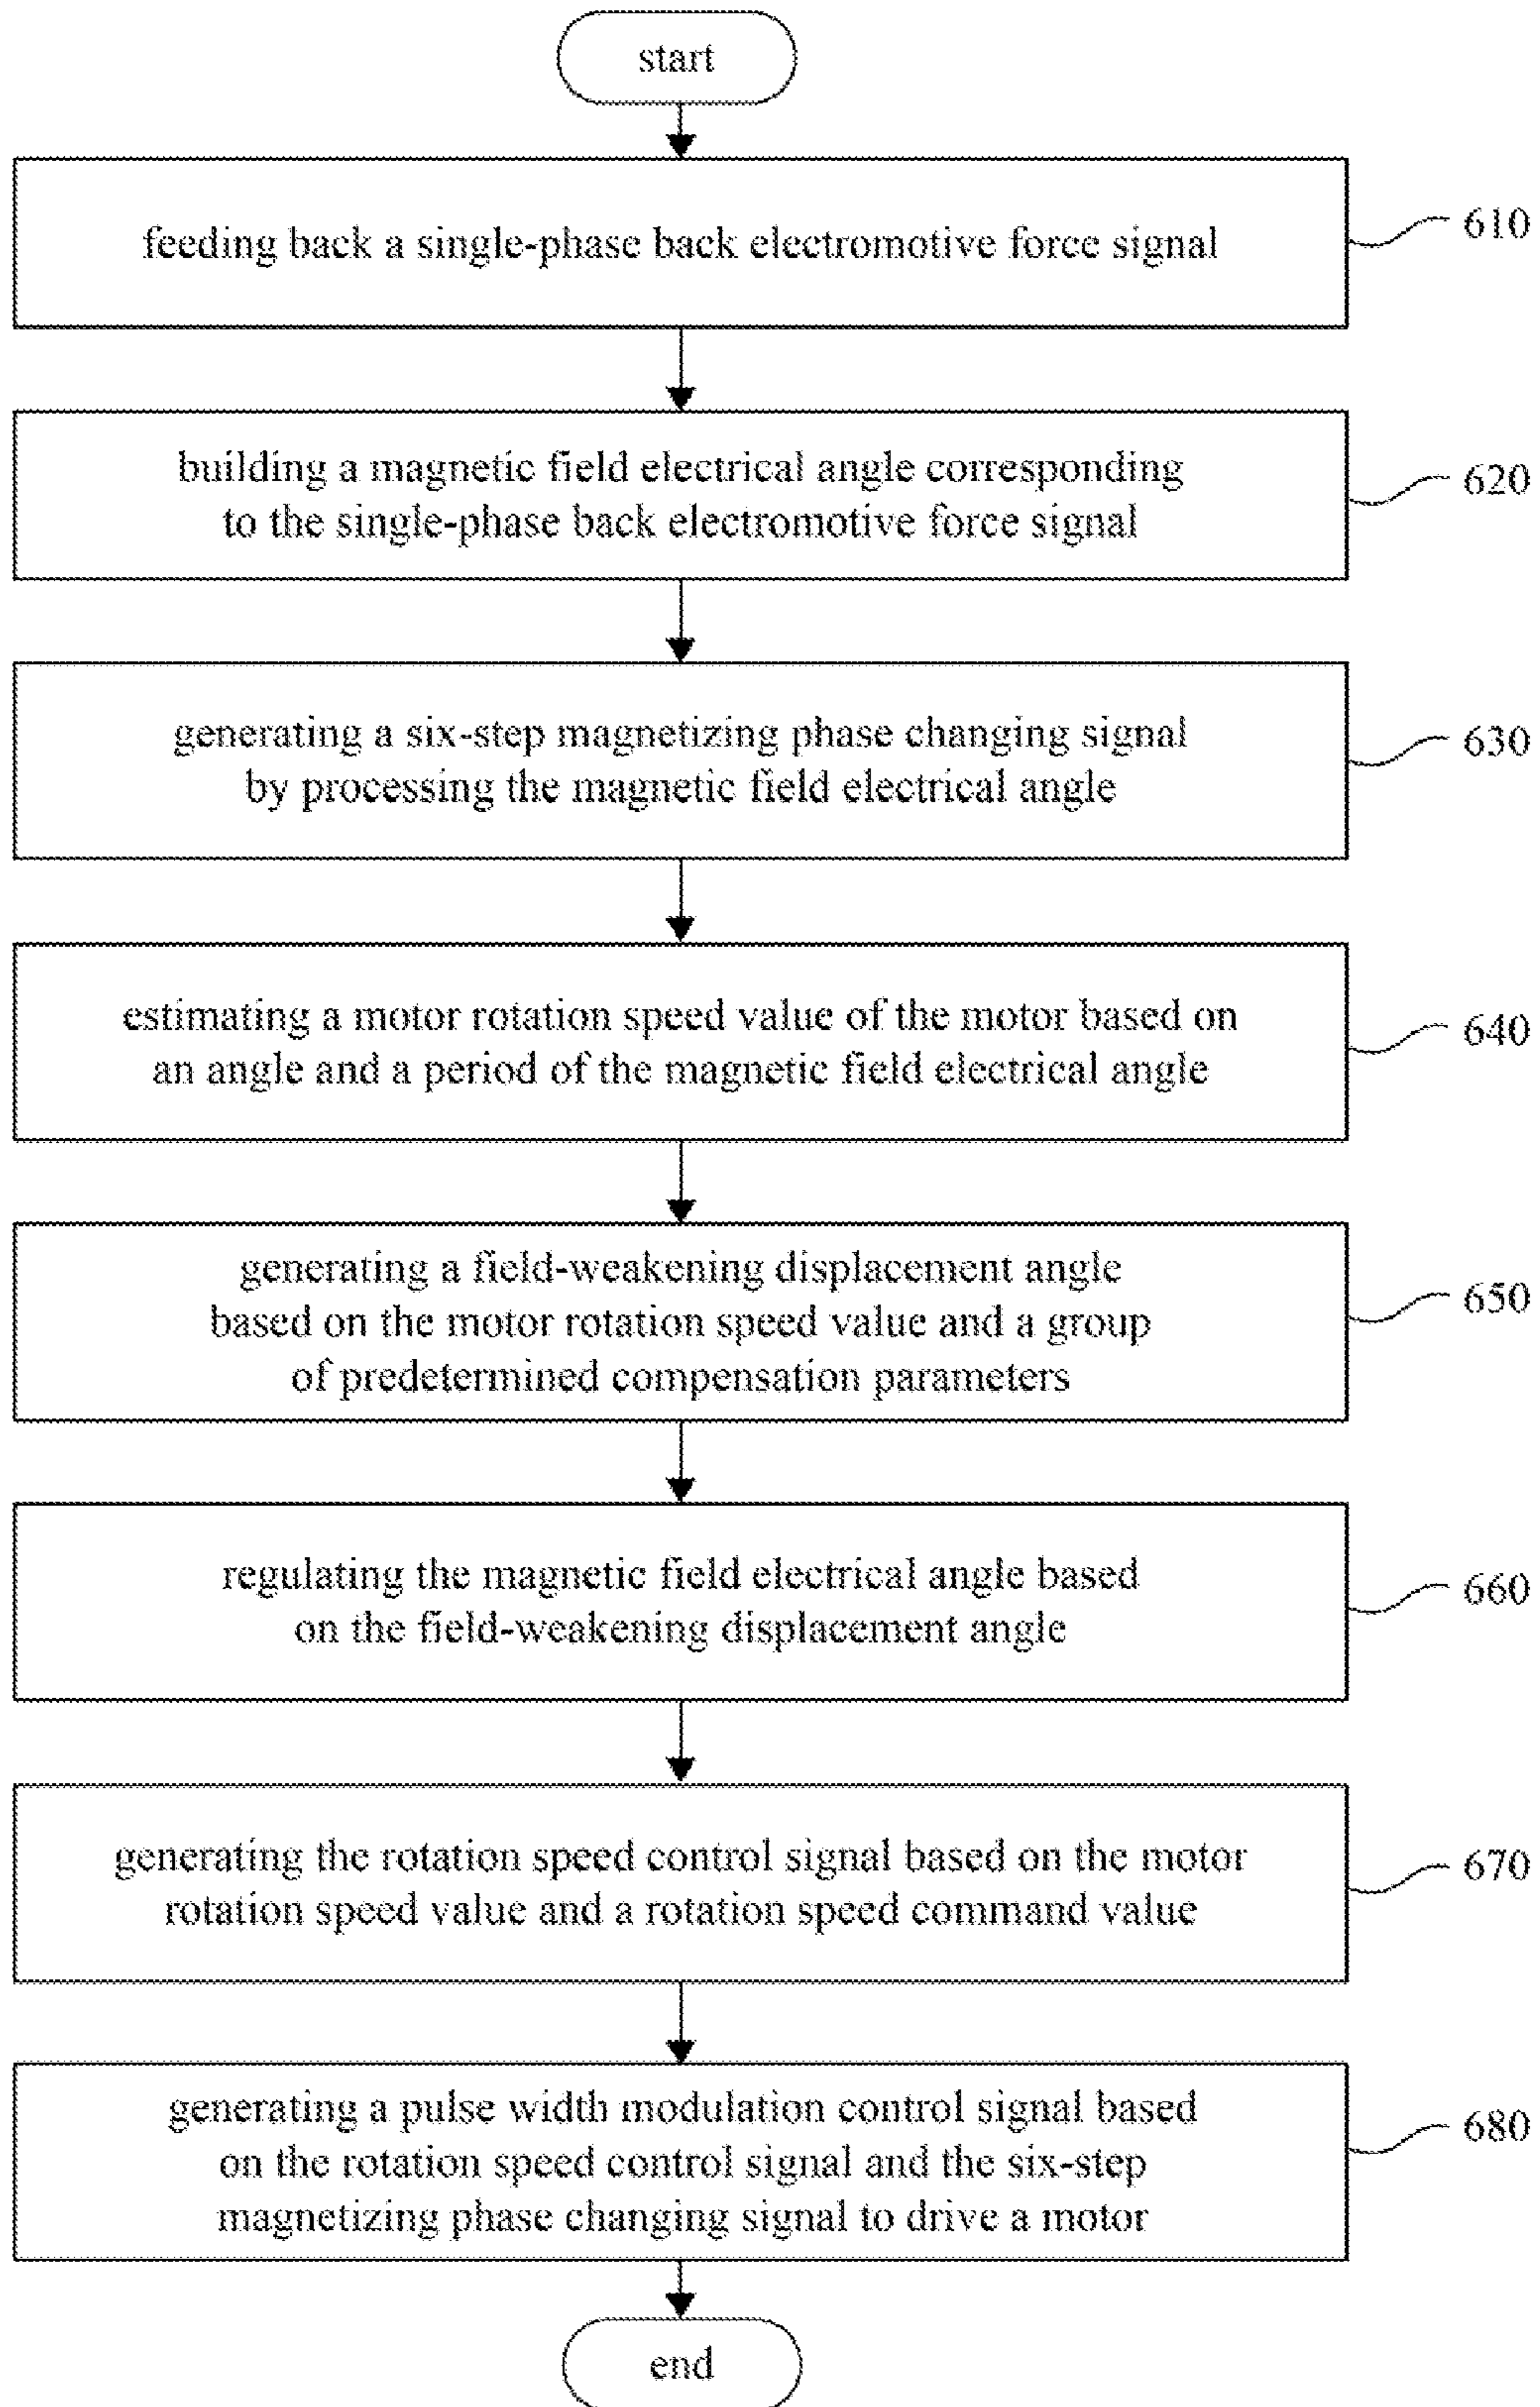 start
feeding back a single-phase back electromotive force signal
610
building a magnetic field electrical angle corresponding
to the single-phase back electromotive force signal
620
generating a six-step magnetizing phase changing signal
by processing the magnetic field electrical angle
630
estimating a motor rotation speed value of the motor based on
an angle and a period of the magnetic field electrical angle
640
generating a field-weakening displacement angle
based on the motor rotation speed value and a group
of predetermined compensation parameters
650
regulating the magnetic field electrical angle based
on the field-weakening displacement angle
660
generating the rotation speed control signal based on the motor
rotation speed value and a rotation speed command value
670
generating a pulse width modulation control signal based
on the rotation speed control signal and the six-step
magnetizing phase changing signal to drive a motor
680
end